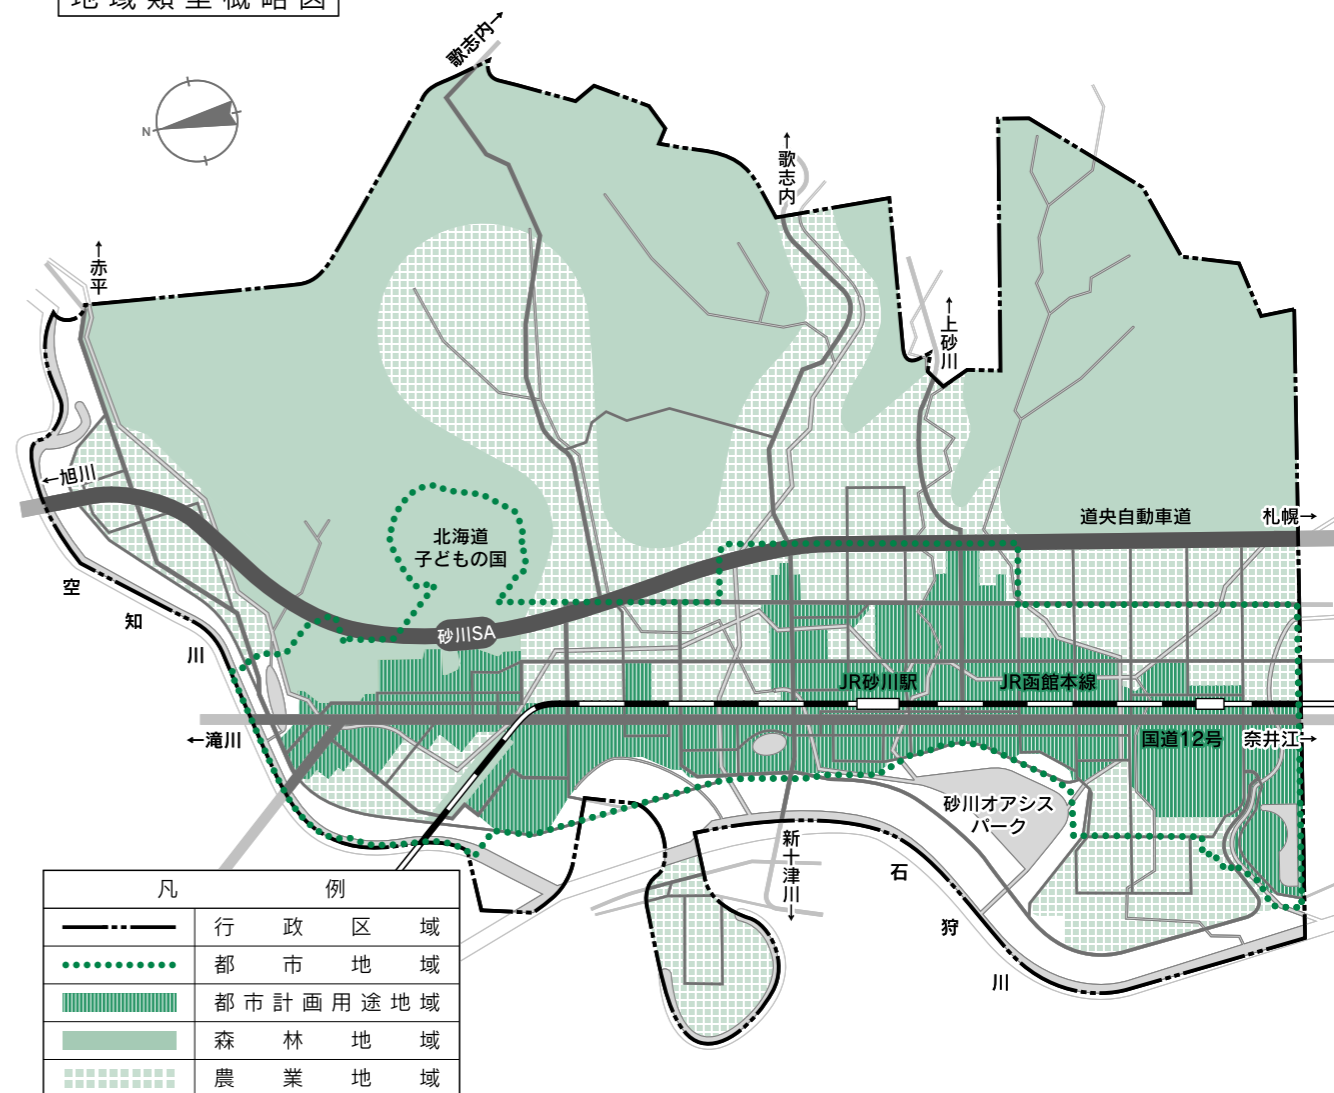 地域類型概略図
歌志内→
N
←歌志内
←赤平
←上砂川
←旭川
道央自動車道
札幌→
北海道
子どもの国
空知川
砂川SA
JR砂川駅
JR函館本線
←滝川
国道12号
奈井江→
砂川オアシス
パーク
新十津川→
石狩川
凡例
行政区域
都市地域
都市計画用途地域
森林地域
農業地域